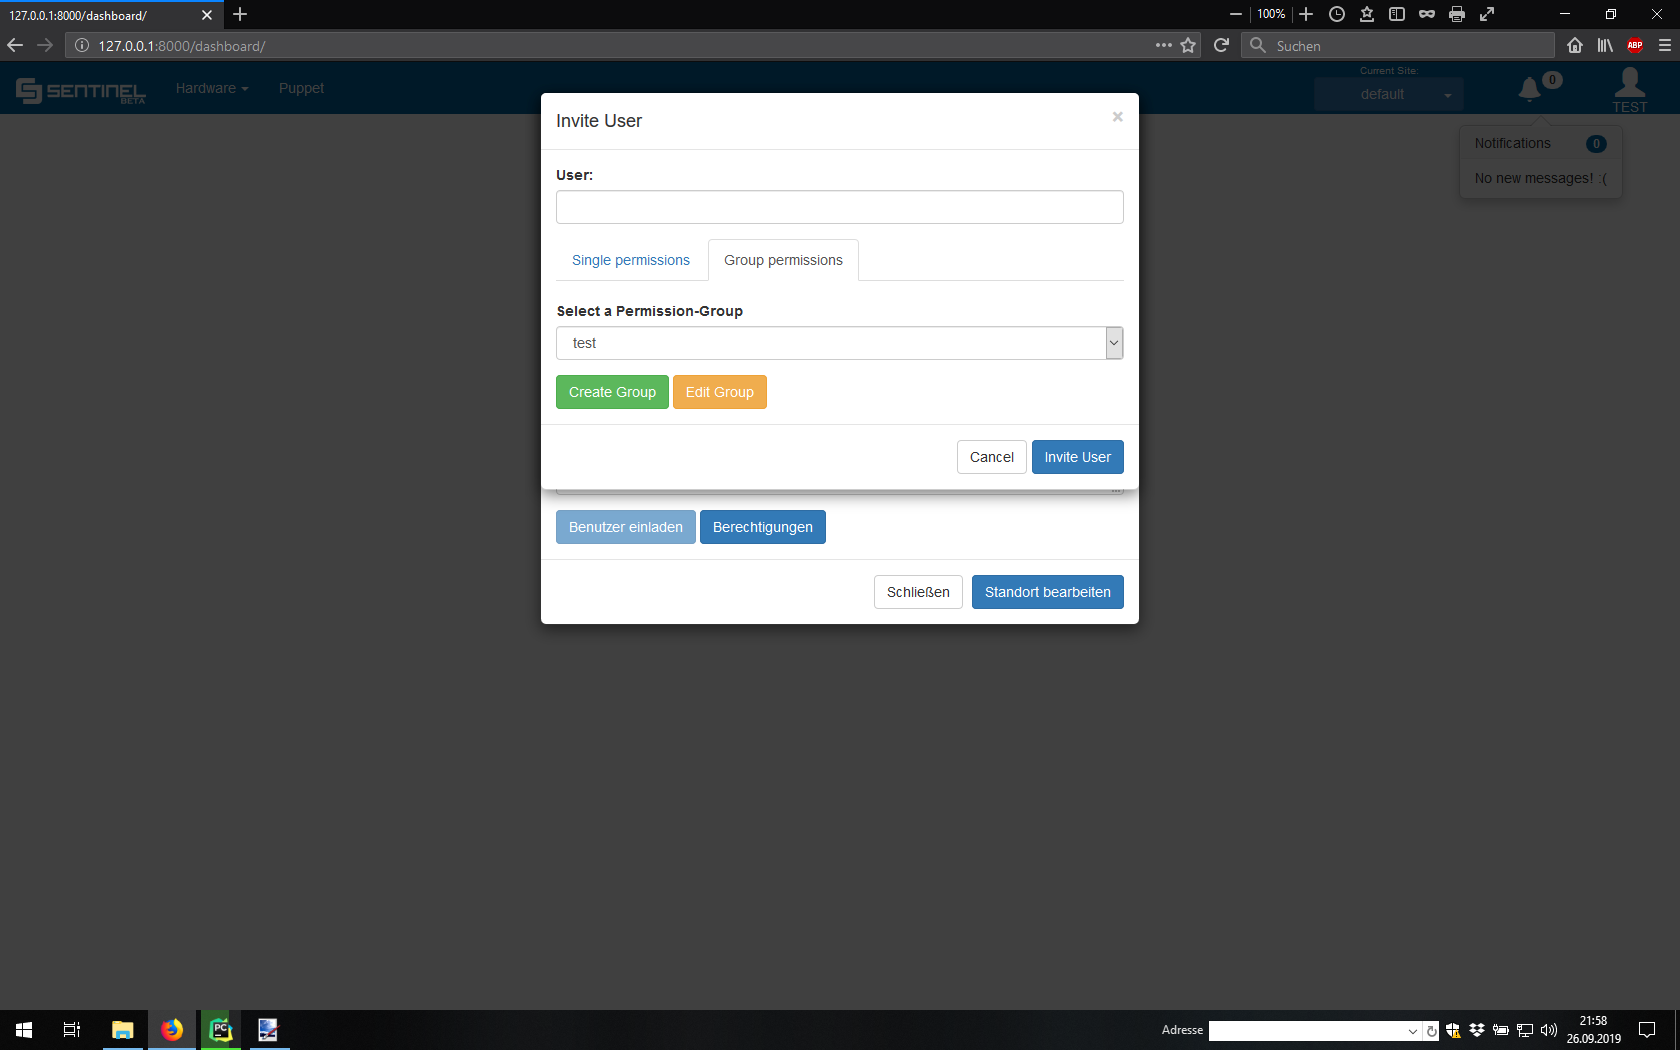 127.0.0.1:8000/dashboard/
100%
127.0.0.1:8000/dashboard/
Suchen
ABP
SENTINEL
BETA
Hardware
Puppet
Current Site:
default
0
TEST
Notifications 0
No new messages! :(
Invite User
×
User:
Single permissions
Group permissions
Select a Permission-Group
test
Create Group
Edit Group
Cancel
Invite User
Benutzer einladen
Berechtigungen
Schließen
Standort bearbeiten
PC
Adresse
21:58
26.09.2019